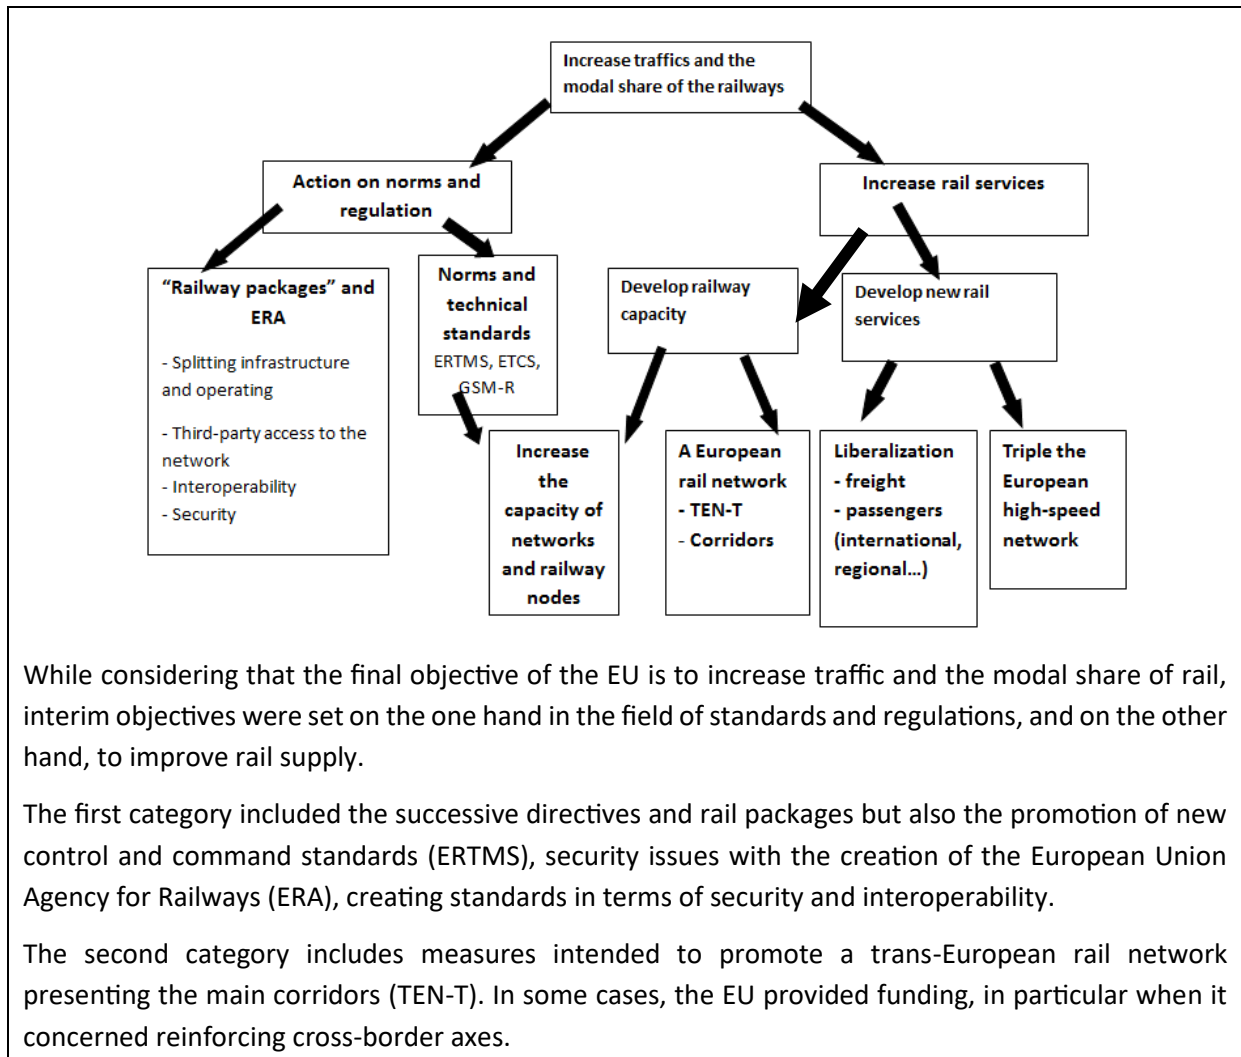 Increase traffics and the
modal share of the railways
Action on norms and
regulation
Increase rail services
“Railway packages” and
ERA
- Splitting infrastructure
and operating
- Third-party access to the
network
- Interoperability
- Security
Norms and
technical
standards
ERTMS, ETCS,
GSM-R
Develop railway
capacity
Develop new rail
services
Increase
the
capacity of
networks
and railway
nodes
A European
rail network
- TEN-T
- Corridors
Liberalization
- freight
- passengers
(international,
regional...)
Triple the
European
high-speed
network
While considering that the final objective of the EU is to increase traffic and the modal share of rail,
interim objectives were set on the one hand in the field of standards and regulations, and on the other
hand, to improve rail supply.
The first category included the successive directives and rail packages but also the promotion of new
control and command standards (ERTMS), security issues with the creation of the European Union
Agency for Railways (ERA), creating standards in terms of security and interoperability.
The second category includes measures intended to promote a trans-European rail network
presenting the main corridors (TEN-T). In some cases, the EU provided funding, in particular when it
concerned reinforcing cross-border axes.